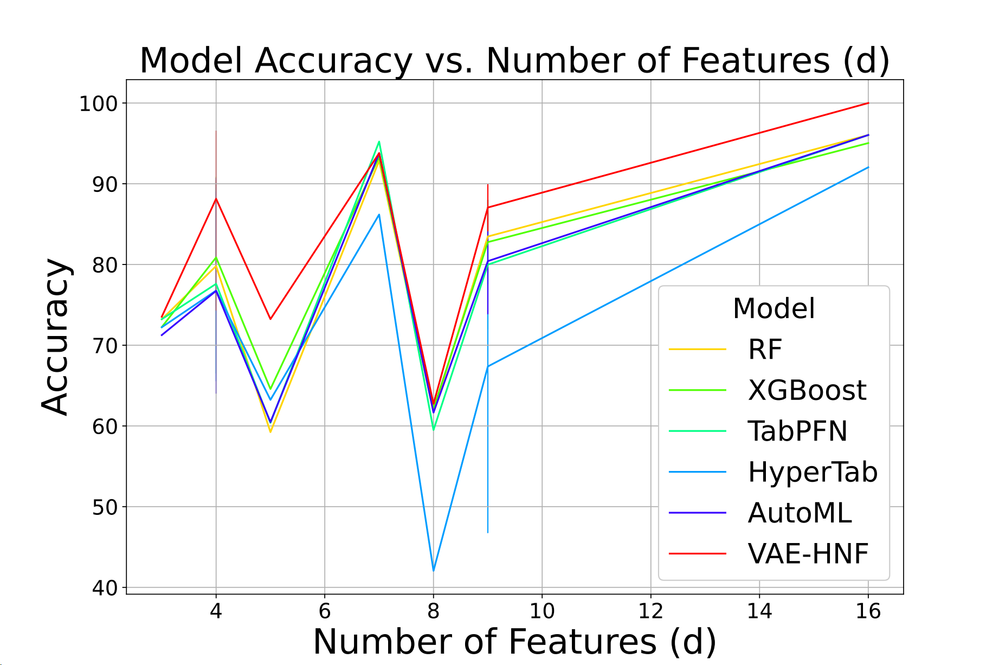 Model Accuracy vs. Number of Features (d)
100
90
80
70
60
50
40
Accuracy
4 6 8 10 12 14 16
Number of Features (d)
Model
RF
XGBoost
TabPFN
HyperTab
AutoML
VAE-HNF